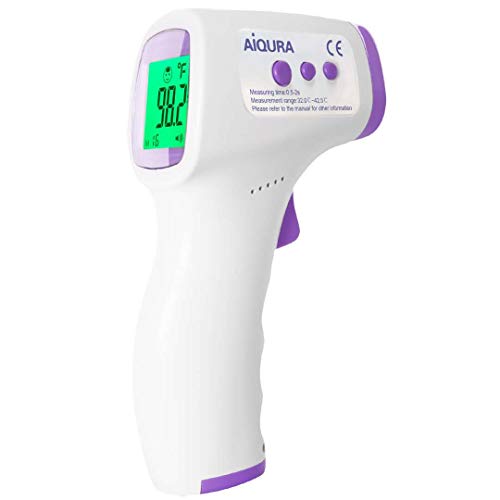 AiQURA CE
Measuring time:0.5-2s
Measurement range:32.0℃~42.5℃
Please refer to the manual for other information
°F
98.2
M 16